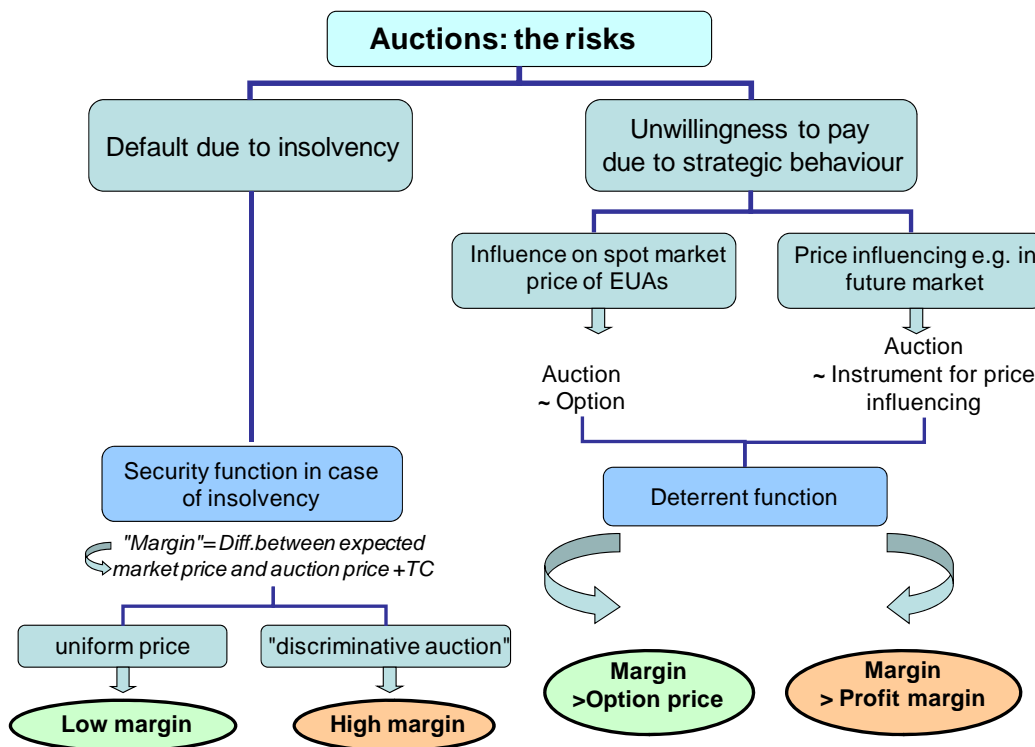 Auctions: the risks
Default due to insolvency
Unwillingness to pay
due to strategic behaviour
Influence on spot market
price of EUAs
Price influencing e.g. in
future market
Auction
~ Option
Auction
~ Instrument for price
influencing
Security function in case
of insolvency
Deterrent function
"Margin"= Diff.between expected
market price and auction price +TC
uniform price
"discriminative auction"
Low margin
High margin
Margin
>Option price
Margin
> Profit margin